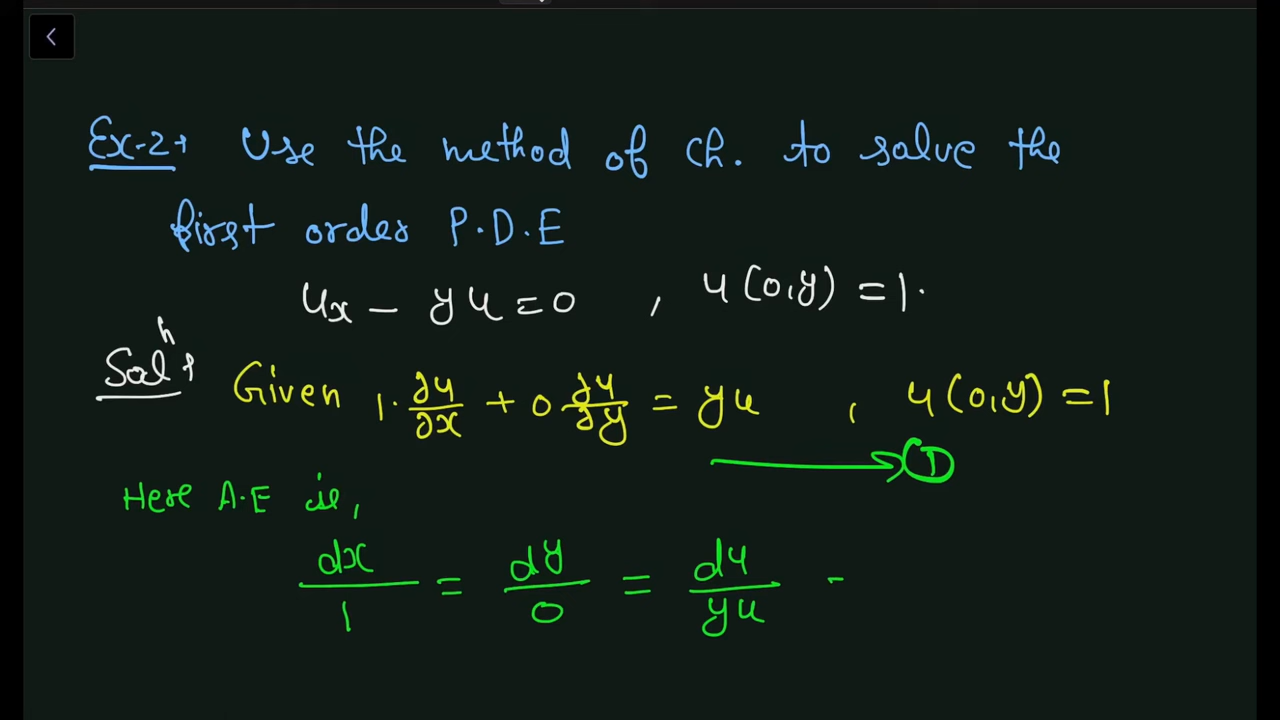 Ex-2: Use the method of ch. to solve the
first order P.D.E
ux - yu = 0 , u(0,y) = 1.
Solⁿ: Given 1. ∂u/∂x + 0 ∂u/∂y = yu , u(0,y) = 1
→ ①
Here A.E is,
dx/1 = dy/0 = du/yu -